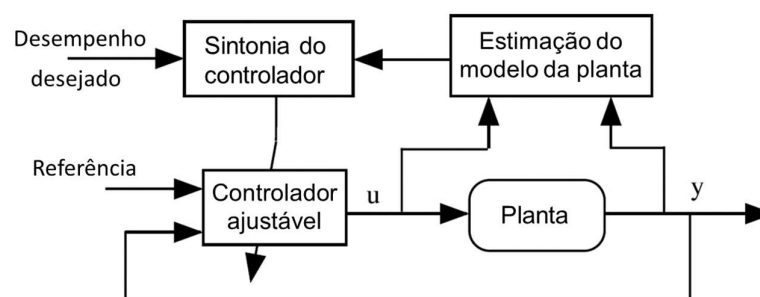 Desempenho
desejado
Sintonia do
controlador
Estimação do
modelo da planta
Referência
Controlador
ajustável
u
Planta
y